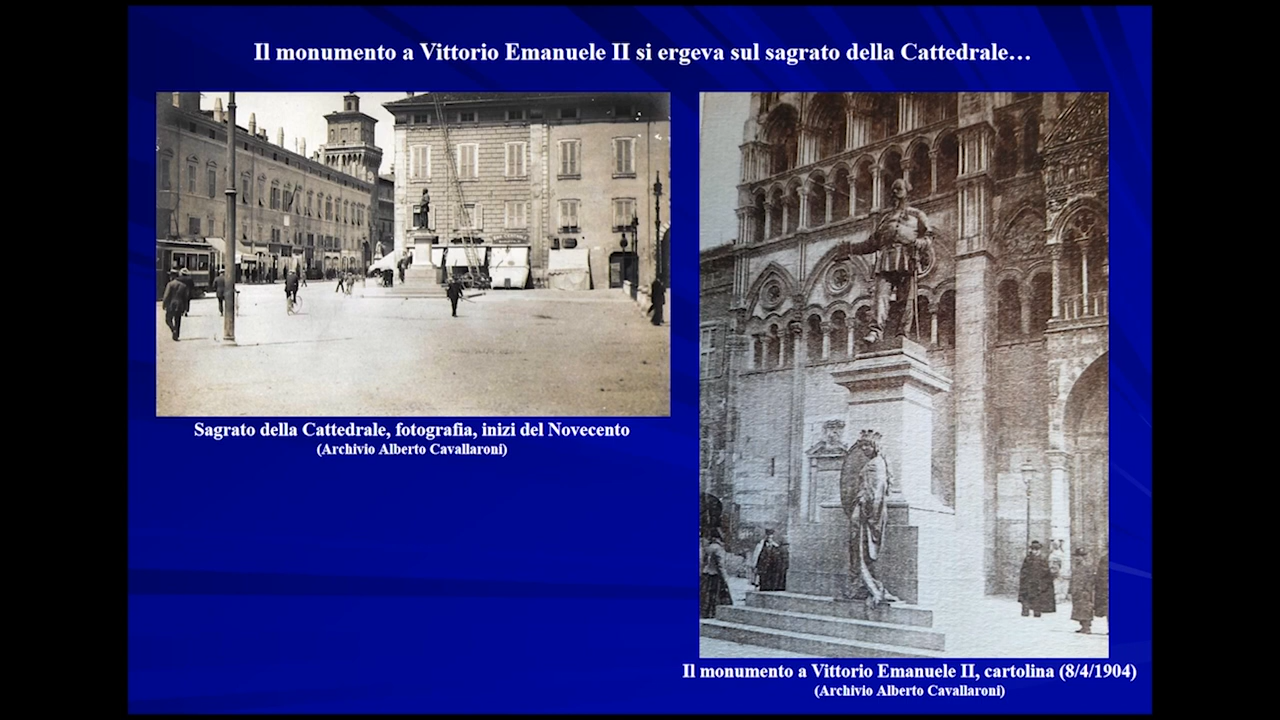 Il monumento a Vittorio Emanuele II si ergeva sul sagrato della Cattedrale…
Sagrato della Cattedrale, fotografia, inizi del Novecento
(Archivio Alberto Cavallaroni)
Il monumento a Vittorio Emanuele II, cartolina (8/4/1904)
(Archivio Alberto Cavallaroni)